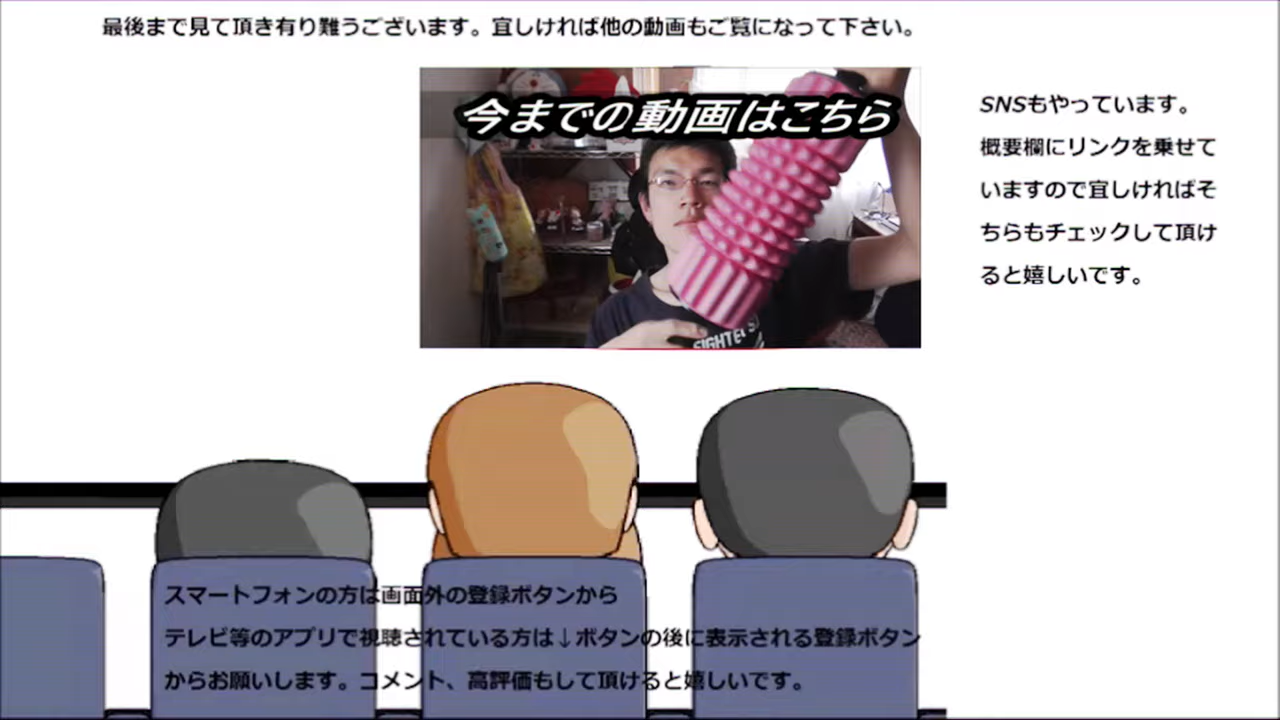 最後まで見て頂き有り難うございます。宜しければ他の動画もご覧になって下さい。
今までの動画はこちら
SNSもやっています。
概要欄にリンクを乗せて
いますので宜しければそ
ちらもチェックして頂け
ると嬉しいです。
スマートフォンの方は画面外の登録ボタンから
テレビ等のアプリで視聴されている方は↓ボタンの後に表示される登録ボタン
からお願いします。コメント、高評価もして頂けると嬉しいです。